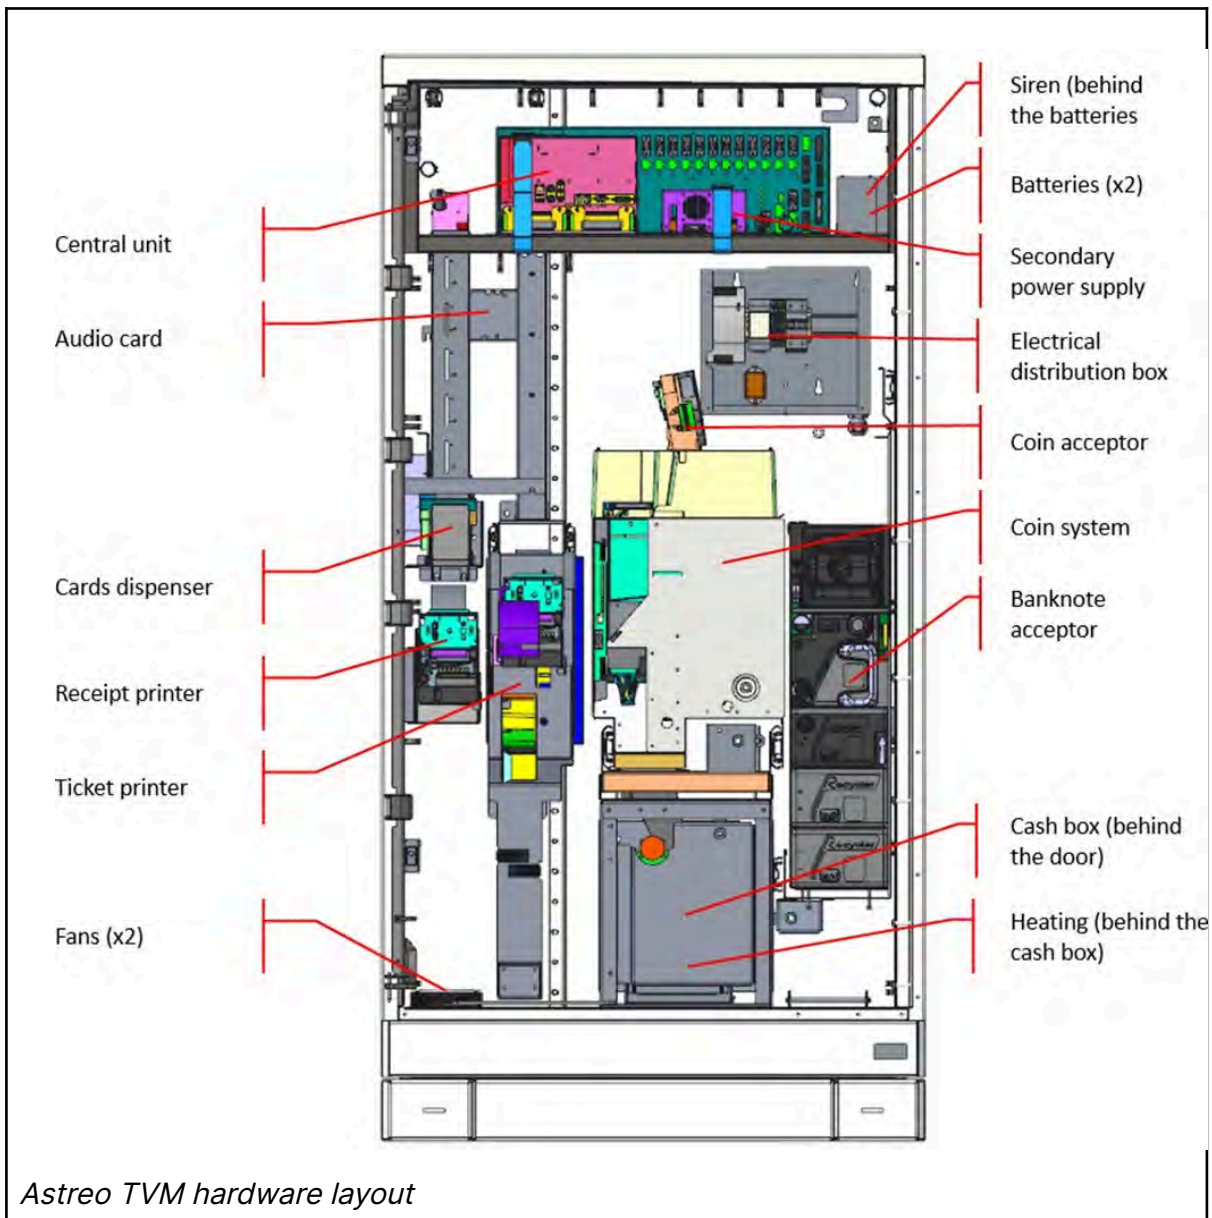 Siren (behind
the batteries
Batteries (x2)
Central unit
Secondary
power supply
Audio card
Electrical
distribution box
Coin acceptor
Coin system
Cards dispenser
Banknote
acceptor
Receipt printer
Ticket printer
Recycler
Recycler
Cash box (behind
the door)
Fans (x2)
Heating (behind the
cash box)
Astreo TVM hardware layout